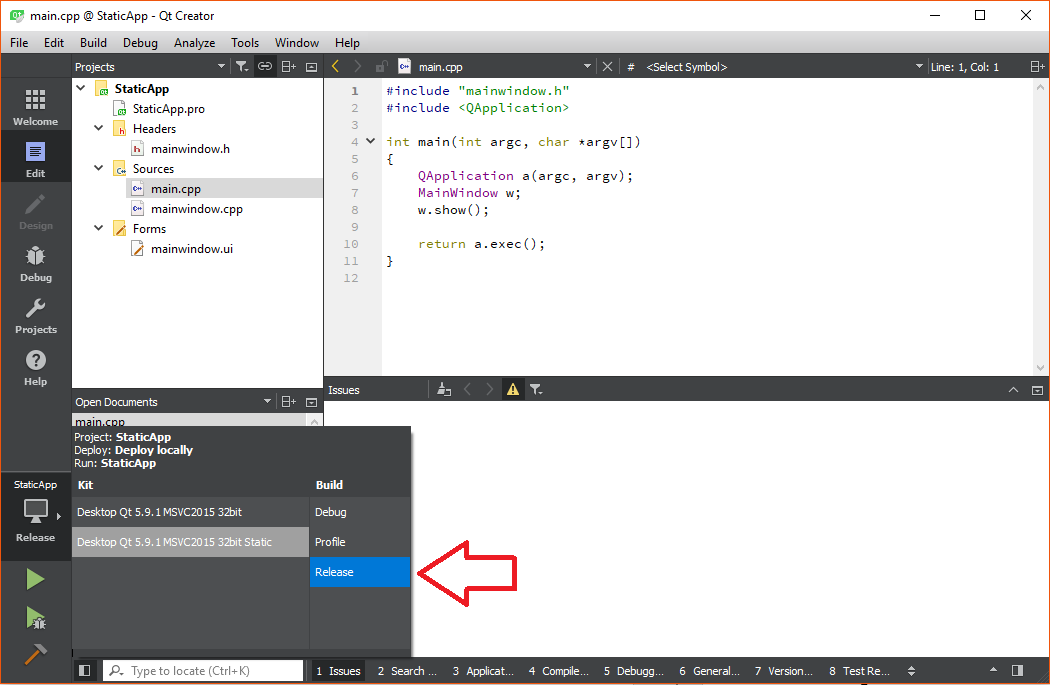 main.cpp @ StaticApp - Qt Creator
File Edit Build Debug Analyze Tools Window Help
Projects
main.cpp
# <Select Symbol>
Line: 1, Col: 1
Welcome
Edit
Design
Debug
Projects
Help
StaticApp
StaticApp.pro
Headers
mainwindow.h
Sources
main.cpp
mainwindow.cpp
Forms
mainwindow.ui
1 #include "mainwindow.h"
2 #include <QApplication>
3
4 int main(int argc, char *argv[])
5 {
6 QApplication a(argc, argv);
7 MainWindow w;
8 w.show();
9
10 return a.exec();
11 }
12
Open Documents
main.cpp
Issues
Project: StaticApp
Deploy: Deploy locally
Run: StaticApp
Kit Build
Desktop Qt 5.9.1 MSVC2015 32bit Debug
Desktop Qt 5.9.1 MSVC2015 32bit Static Profile
Release
StaticApp
Release
Type to locate (Ctrl+K)
1 Issues 2 Search ... 3 Applicat... 4 Compile... 5 Debugg... 6 General... 7 Version... 8 Test Re...